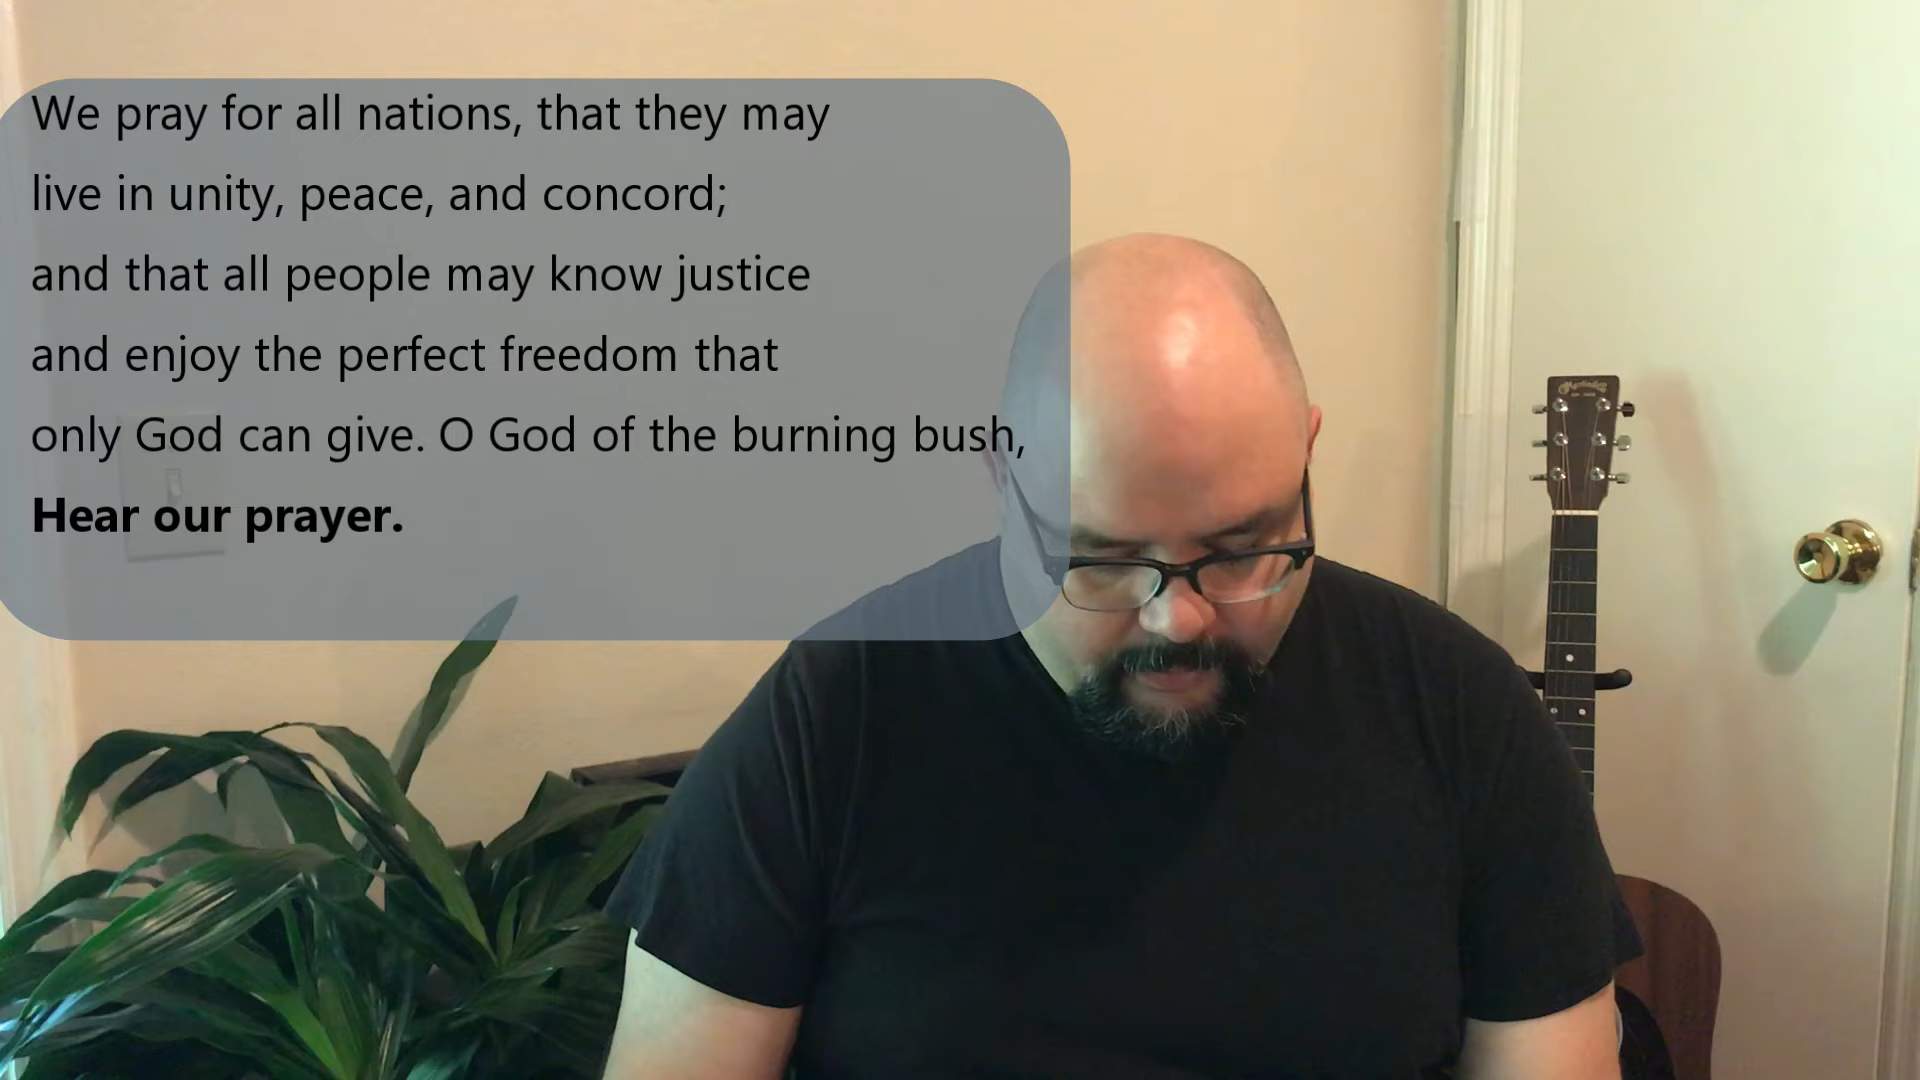 We pray for all nations, that they may
live in unity, peace, and concord;
and that all people may know justice
and enjoy the perfect freedom that
only God can give. O God of the burning bush,
Hear our prayer.